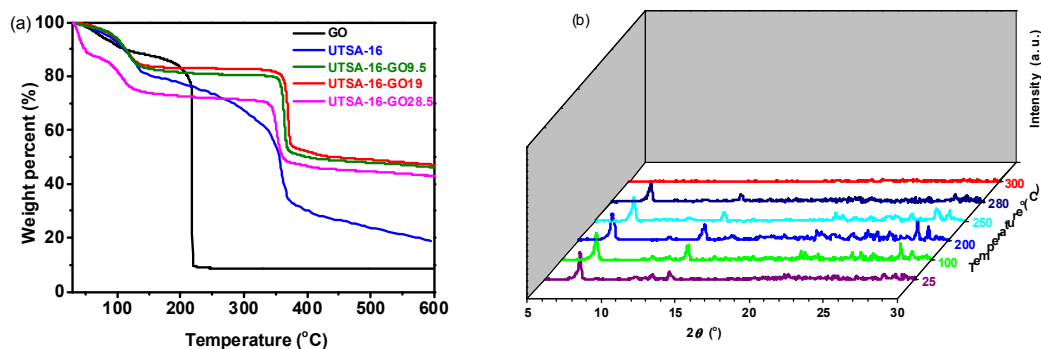 (a)
100
80
60
40
20
0
Weight percent (%)
GO
UTSA-16
UTSA-16-GO9.5
UTSA-16-GO19
UTSA-16-GO28.5
100 200 300 400 500 600
Temperature (°C)
(b)
Intensity (a. u.)
300
280
250
200
100
25
Temperature (°C)
5 10 15 20 25 30
2θ (°)